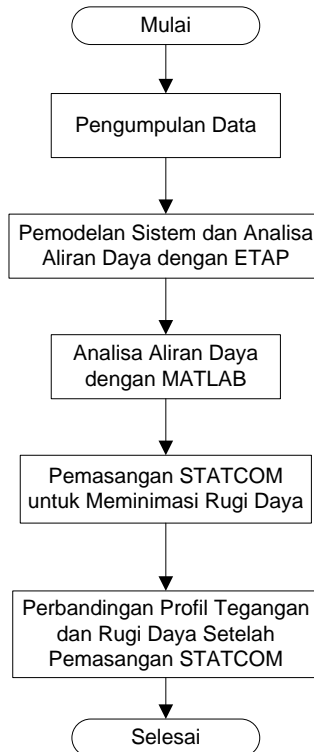 Mulai
Pengumpulan Data
Pemodelan Sistem dan Analisa
Aliran Daya dengan ETAP
Analisa Aliran Daya
dengan MATLAB
Pemasangan STATCOM
untuk Meminimasi Rugi Daya
Perbandingan Profil Tegangan
dan Rugi Daya Setelah
Pemasangan STATCOM
Selesai